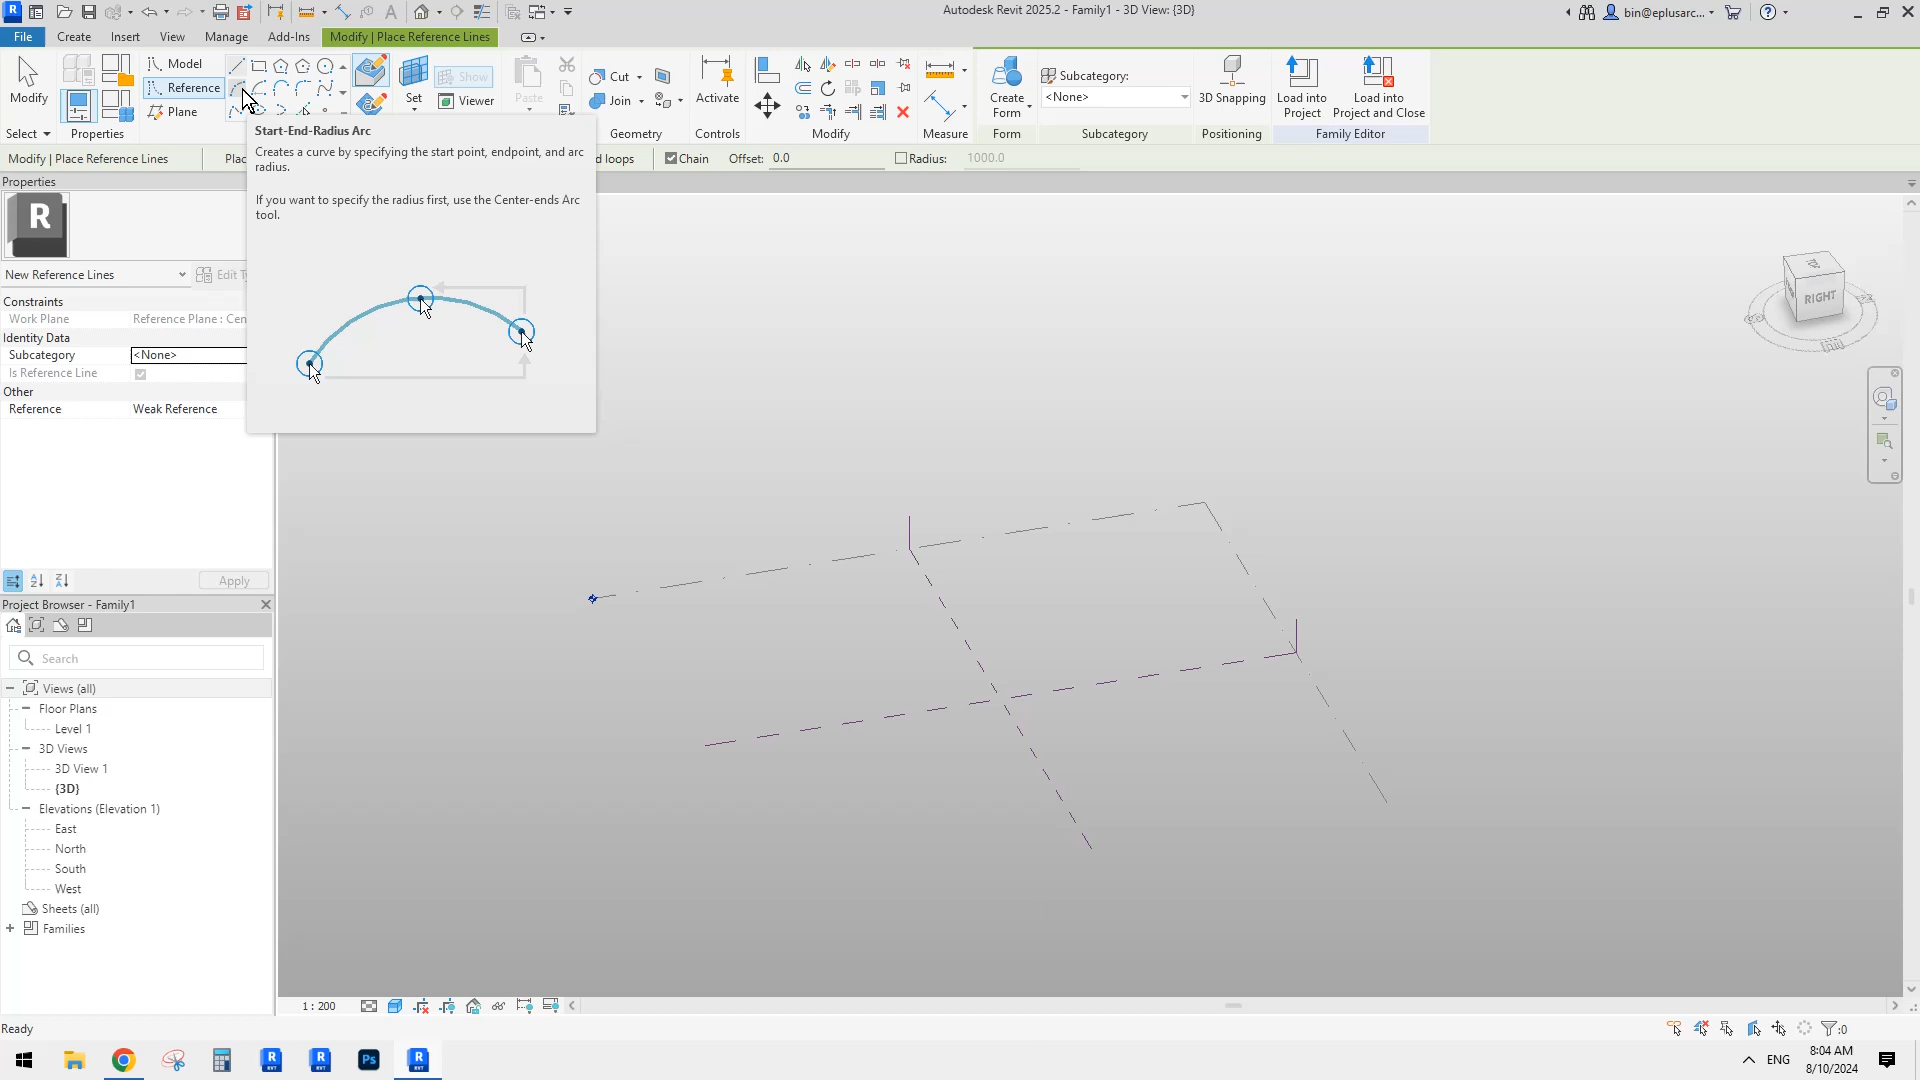 Autodesk Revit 2025.2 - Family1 - 3D View: {3D}
bin@eplusarc...
File
Create
Insert
View
Manage
Add-Ins
Modify | Place Reference Lines
Modify
Model
Reference
Plane
Set
Show
Viewer
Paste
Cut
Join
Activate
Create
Form
Subcategory:
<None>
3D Snapping
Load into
Project
Load into
Project and Close
Select
Properties
Geometry
Controls
Modify
Measure
Form
Subcategory
Positioning
Family Editor
Modify | Place Reference Lines
Plac
d loops
Chain
Offset:
0.0
Radius:
1000.0
Start-End-Radius Arc
Creates a curve by specifying the start point, endpoint, and arc
radius.
If you want to specify the radius first, use the Center-ends Arc
tool.
Properties
R
New Reference Lines
Edit Ty
Constraints
Work Plane
Reference Plane : Cen
Identity Data
Subcategory
<None>
Is Reference Line
Other
Reference
Weak Reference
Apply
RIGHT
Project Browser - Family1
Search
Views (all)
Floor Plans
Level 1
3D Views
3D View 1
{3D}
Elevations (Elevation 1)
East
North
South
West
Sheets (all)
Families
1 : 200
Ready
:0
Ps
ENG
8:04 AM
8/10/2024